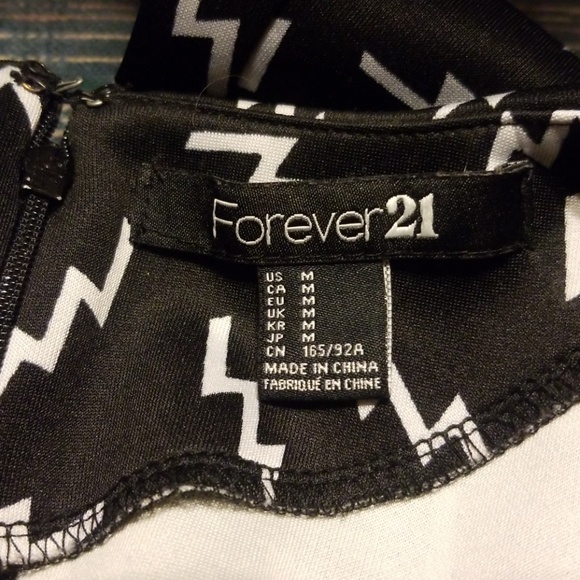 Forever21
US M
CA M
EU M
UK M
KR M
JP M
CN 165/92A
MADE IN CHINA
FABRIQUÉ EN CHINE